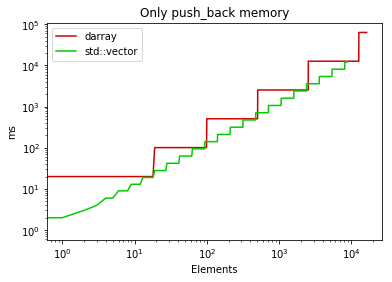 Only push_back memory
darray
std::vector
10⁵
10⁴
10³
10²
10¹
10⁰
ms
10⁰ 10¹ 10² 10³ 10⁴
Elements